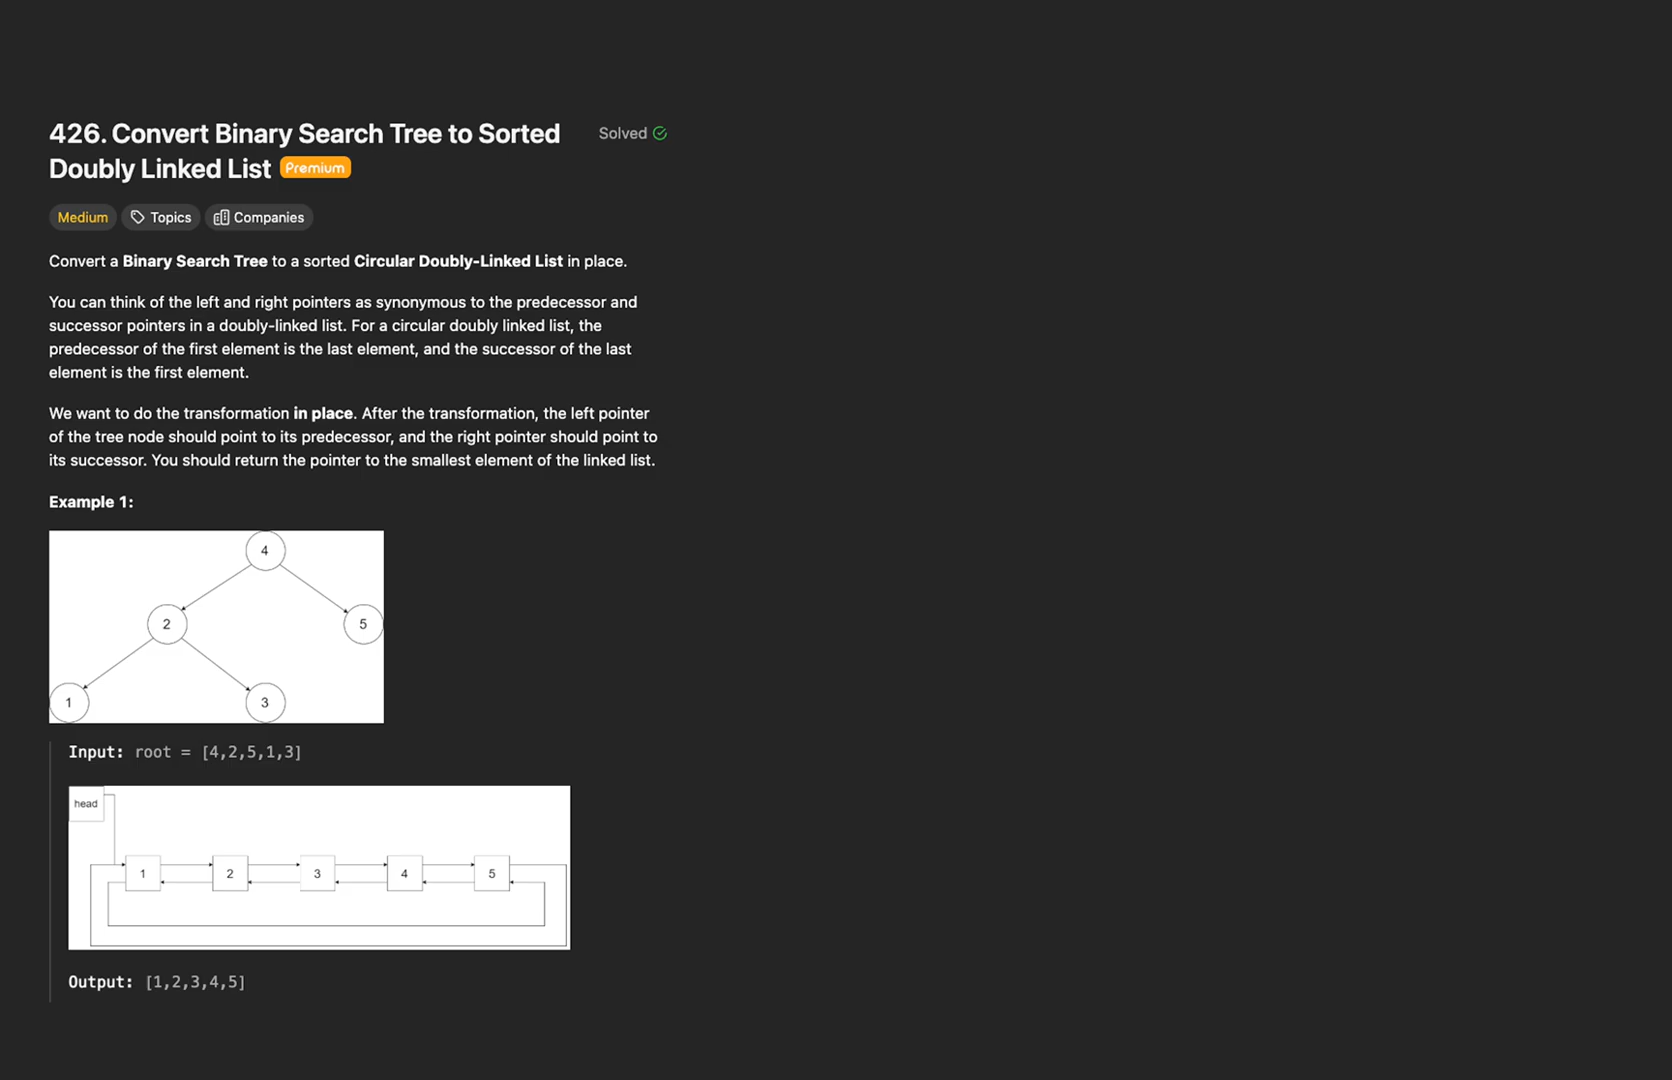 426. Convert Binary Search Tree to Sorted
Doubly Linked List Premium
Solved
Medium Topics Companies
Convert a Binary Search Tree to a sorted Circular Doubly-Linked List in place.
You can think of the left and right pointers as synonymous to the predecessor and
successor pointers in a doubly-linked list. For a circular doubly linked list, the
predecessor of the first element is the last element, and the successor of the last
element is the first element.
We want to do the transformation in place. After the transformation, the left pointer
of the tree node should point to its predecessor, and the right pointer should point to
its successor. You should return the pointer to the smallest element of the linked list.
Example 1:
4
2 5
1 3
Input: root = [4,2,5,1,3]
head
1 2 3 4 5
Output: [1,2,3,4,5]